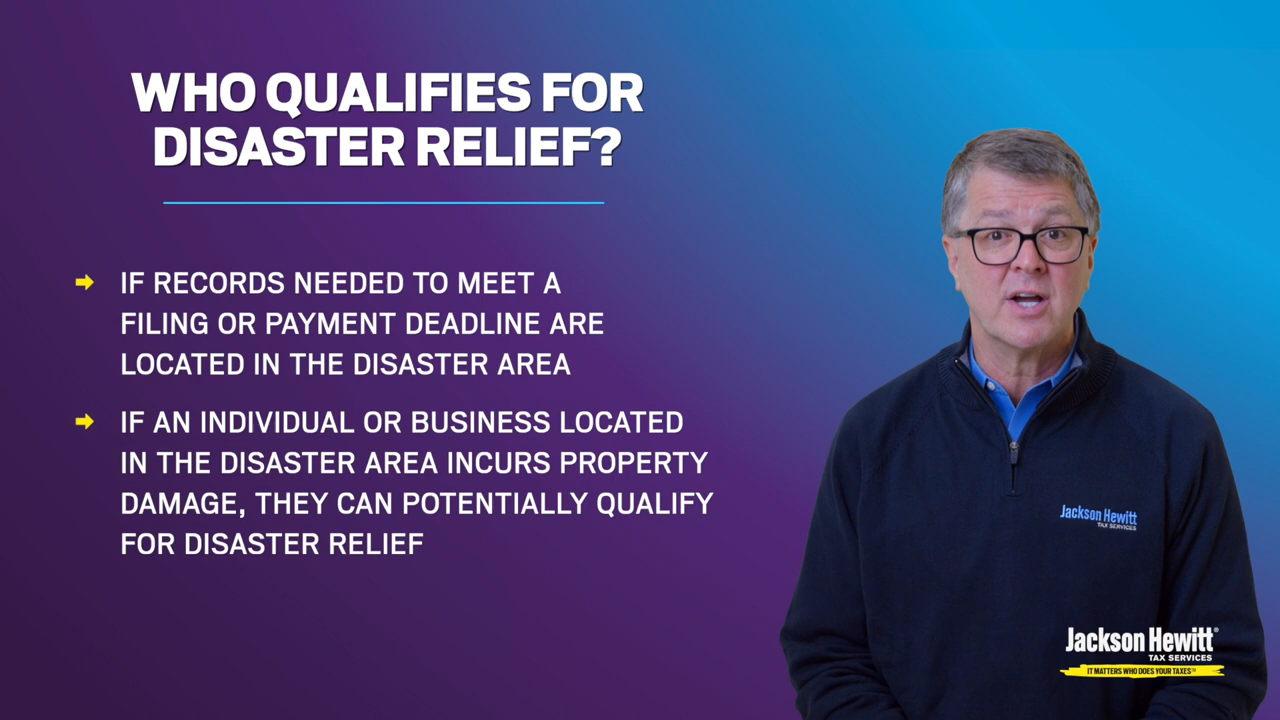 WHO QUALIFIES FOR
DISASTER RELIEF?
IF RECORDS NEEDED TO MEET A
FILING OR PAYMENT DEADLINE ARE
LOCATED IN THE DISASTER AREA
IF AN INDIVIDUAL OR BUSINESS LOCATED
IN THE DISASTER AREA INCURS PROPERTY
DAMAGE, THEY CAN POTENTIALLY QUALIFY
FOR DISASTER RELIEF
Jackson Hewitt
TAX SERVICES
Jackson Hewitt®
TAX SERVICES
IT MATTERS WHO DOES YOUR TAXES™